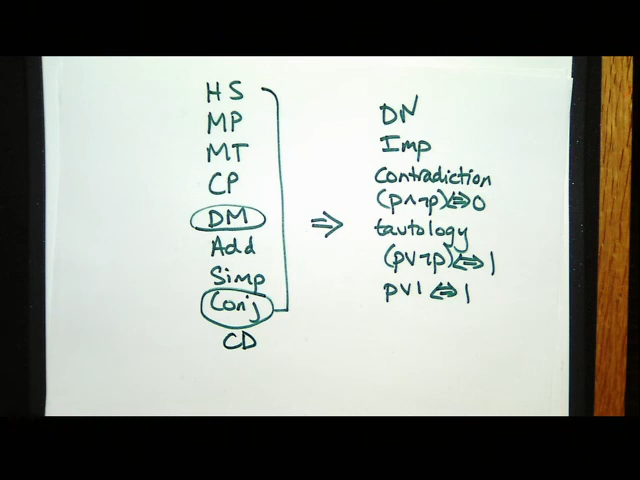 HS
MP
MT
CP
DM
Add
Simp
Conj
CD
⇒
DN
Imp
Contradiction
(p∧¬p)⇔0
tautology
(p∨¬p)⇔1
p∨1⇔1